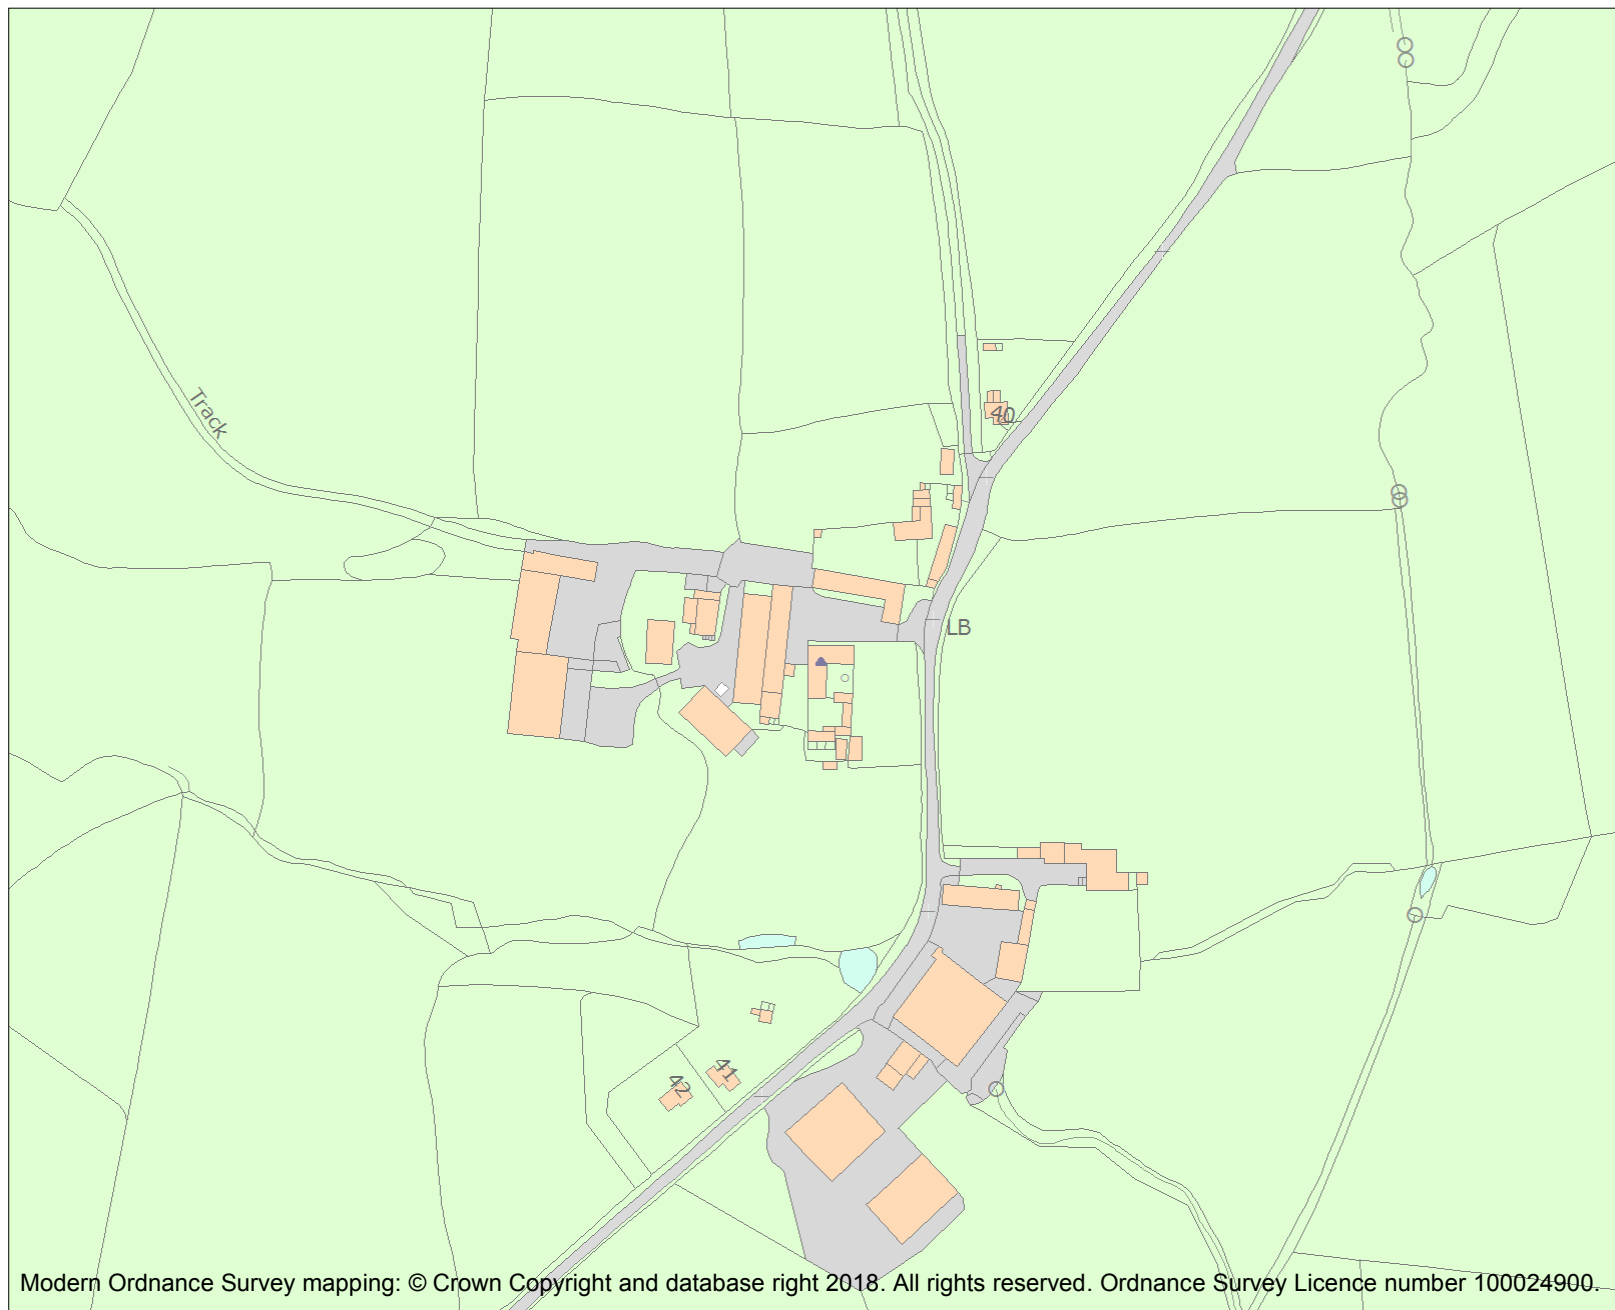 Track
40
LB
41
42
Modern Ordnance Survey mapping: © Crown Copyright and database right 2018. All rights reserved. Ordnance Survey Licence number 100024900.